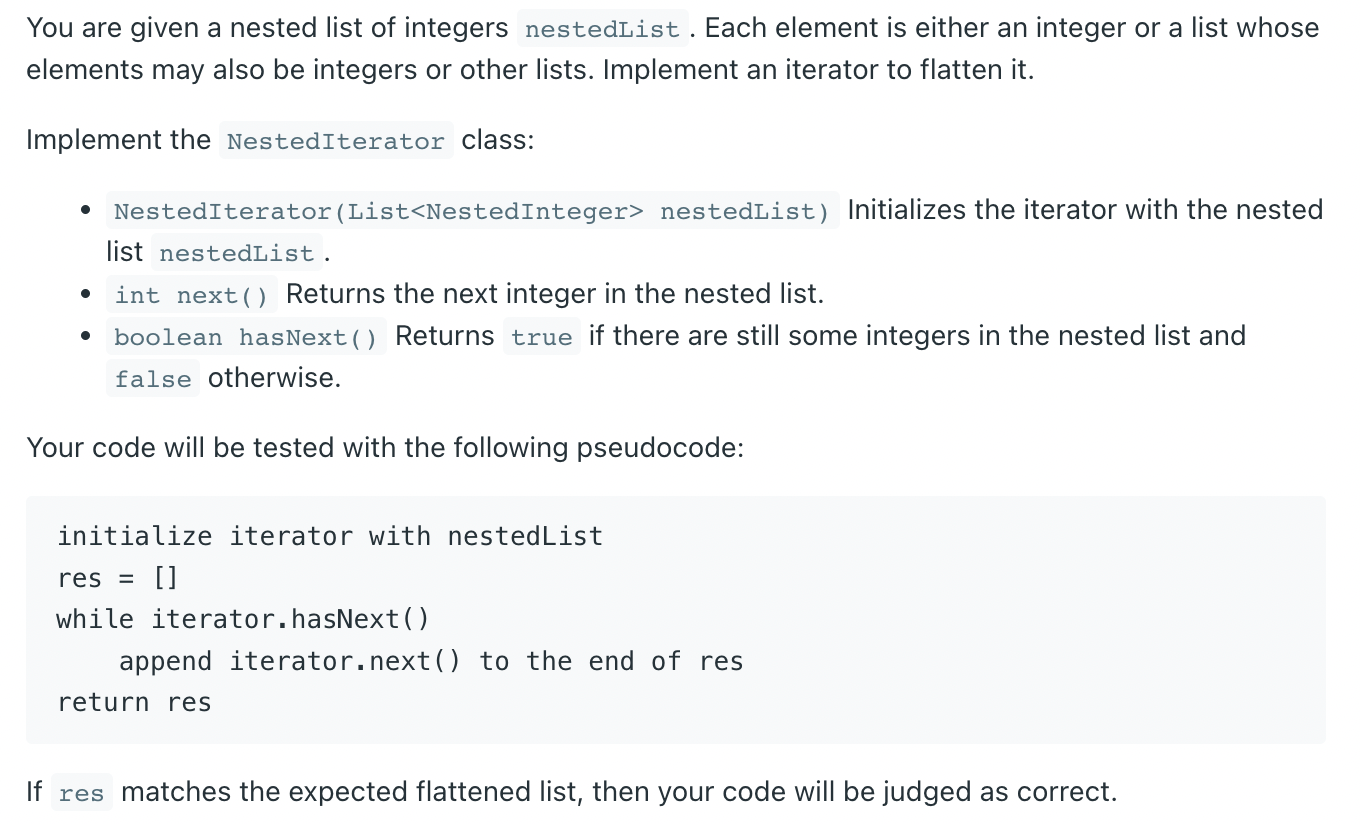 You are given a nested list of integers nestedList . Each element is either an integer or a list whose
elements may also be integers or other lists. Implement an iterator to flatten it.
Implement the NestedIterator class:
• NestedIterator(List<NestedInteger> nestedList) Initializes the iterator with the nested
list nestedList .
• int next() Returns the next integer in the nested list.
• boolean hasNext() Returns true if there are still some integers in the nested list and
false otherwise.
Your code will be tested with the following pseudocode:
initialize iterator with nestedList
res = []
while iterator.hasNext()
    append iterator.next() to the end of res
return res
If res matches the expected flattened list, then your code will be judged as correct.